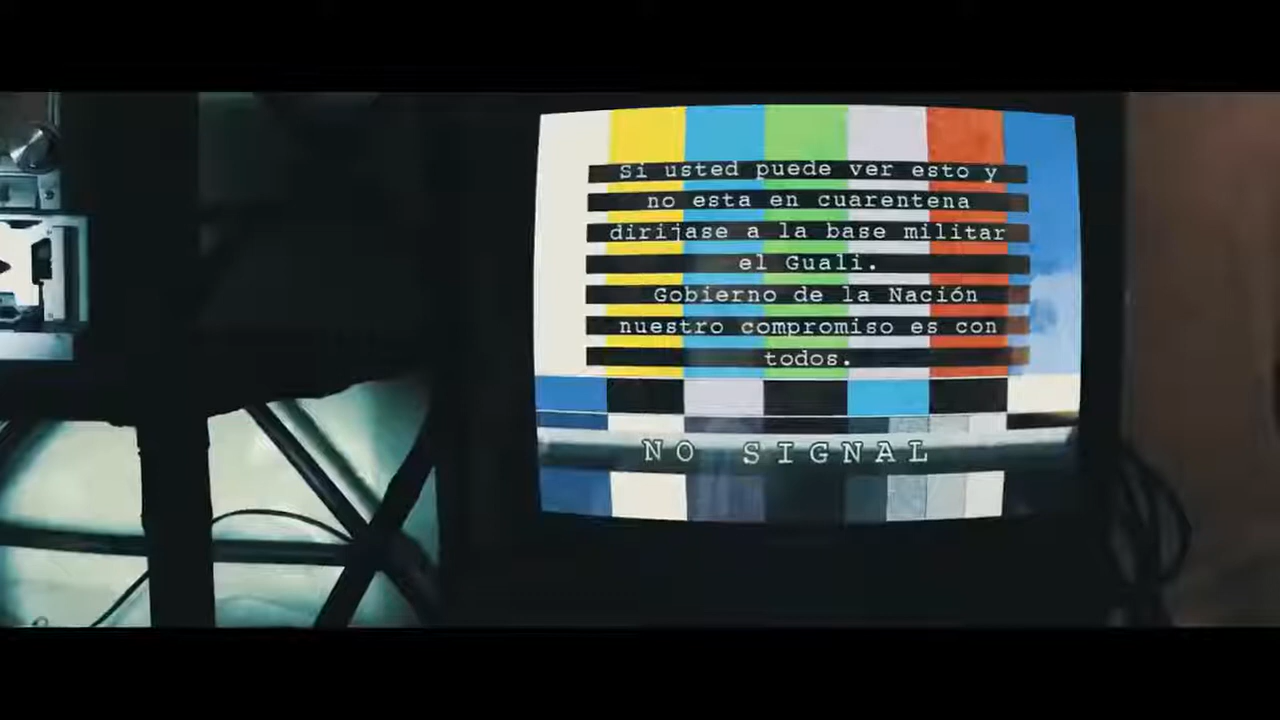 Si usted puede ver esto y
no esta en cuarentena
dirijase a la base militar
el Guali.
Gobierno de la Nación
nuestro compromiso es con
todos.
NO SIGNAL